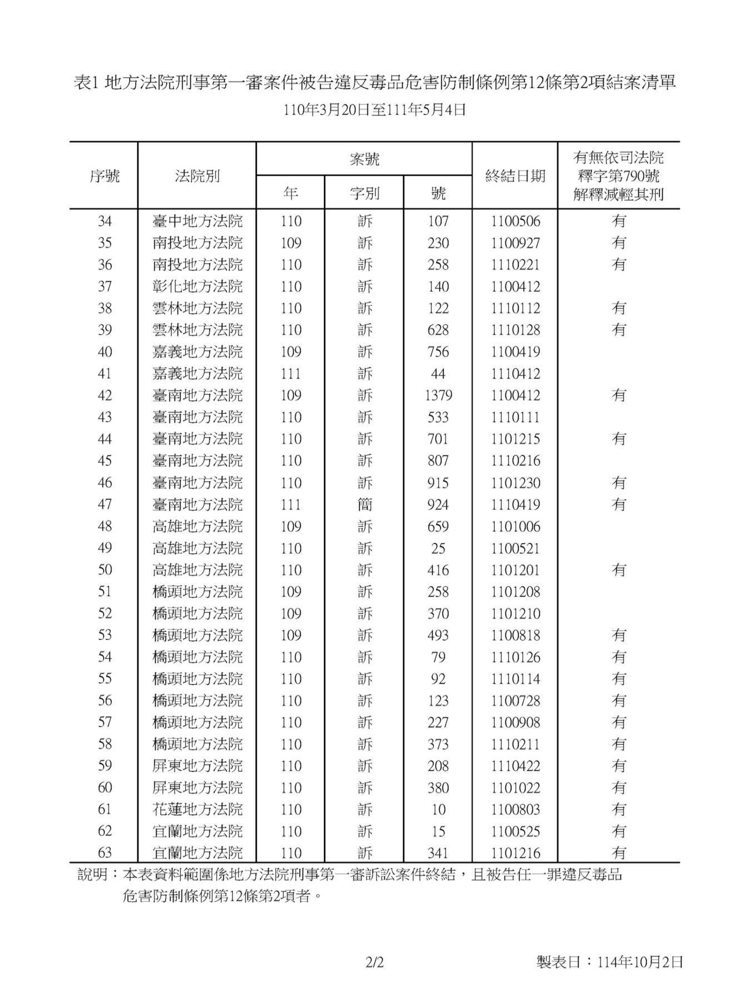 表1 地方法院刑事第一審案件被告違反毒品危害防制條例第12條第2項結案清單
110年3月20日至111年5月4日
序號 法院別 案號 終結日期 有無依司法院
釋字第790號
解釋減輕其刑
年 字別 號
34 臺中地方法院 110 訴 107 1100506 有
35 南投地方法院 109 訴 230 1100927 有
36 南投地方法院 110 訴 258 1110221 有
37 彰化地方法院 110 訴 140 1100412
38 雲林地方法院 110 訴 122 1110112 有
39 雲林地方法院 110 訴 628 1110128 有
40 嘉義地方法院 109 訴 756 1100419
41 嘉義地方法院 111 訴 44 1110412
42 臺南地方法院 109 訴 1379 1100412 有
43 臺南地方法院 110 訴 533 1110111
44 臺南地方法院 110 訴 701 1101215 有
45 臺南地方法院 110 訴 807 1110216
46 臺南地方法院 110 訴 915 1101230 有
47 臺南地方法院 111 簡 924 1110419 有
48 高雄地方法院 109 訴 659 1101006
49 高雄地方法院 110 訴 25 1100521
50 高雄地方法院 110 訴 416 1101201 有
51 橋頭地方法院 109 訴 258 1101208
52 橋頭地方法院 109 訴 370 1101210
53 橋頭地方法院 109 訴 493 1100818 有
54 橋頭地方法院 110 訴 79 1110126 有
55 橋頭地方法院 110 訴 92 1110114 有
56 橋頭地方法院 110 訴 123 1100728 有
57 橋頭地方法院 110 訴 227 1100908 有
58 橋頭地方法院 110 訴 373 1110211 有
59 屏東地方法院 110 訴 208 1110422 有
60 屏東地方法院 110 訴 380 1101022 有
61 花蓮地方法院 110 訴 10 1100803 有
62 宜蘭地方法院 110 訴 15 1100525 有
63 宜蘭地方法院 110 訴 341 1101216 有
說明：本表資料範圍係地方法院刑事第一審訴訟案件終結，且被告任一罪違反毒品
危害防制條例第12條第2項者。
2/2 製表日：114年10月2日